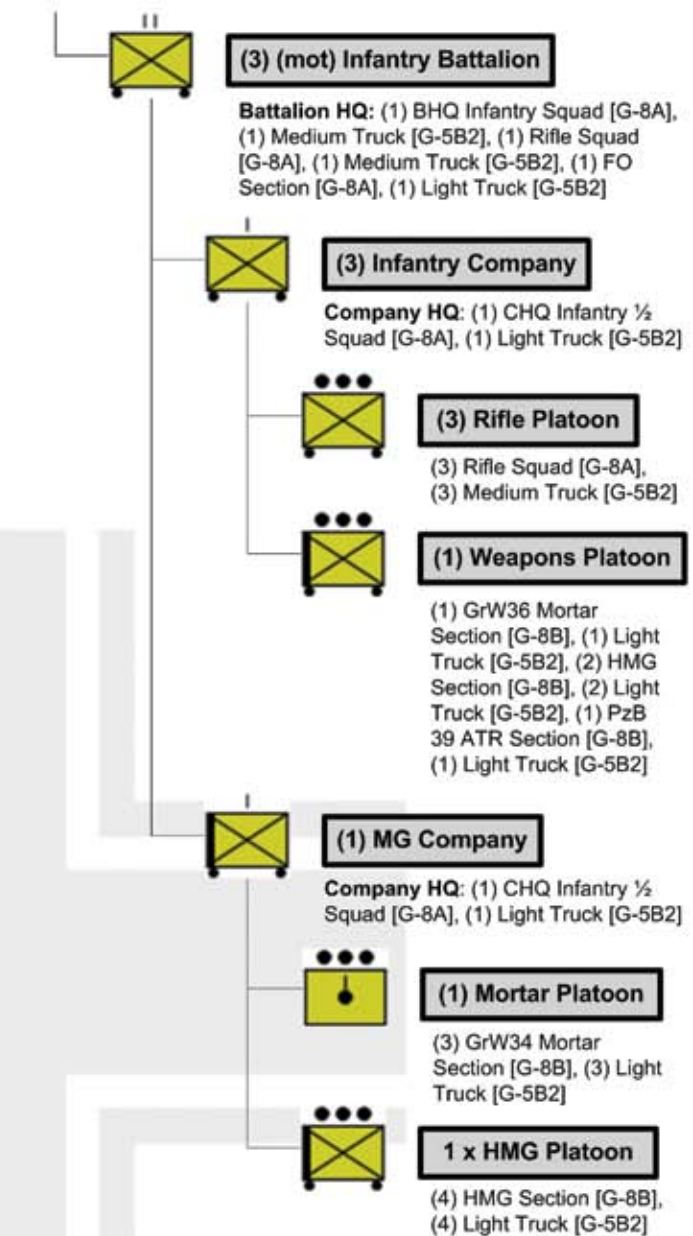 (3) (mot) Infantry Battalion
Battalion HQ: (1) BHQ Infantry Squad [G-8A],
(1) Medium Truck [G-5B2], (1) Rifle Squad
[G-8A], (1) Medium Truck [G-5B2], (1) FO
Section [G-8A], (1) Light Truck [G-5B2]
(3) Infantry Company
Company HQ: (1) CHQ Infantry ½
Squad [G-8A], (1) Light Truck [G-5B2]
(3) Rifle Platoon
(3) Rifle Squad [G-8A],
(3) Medium Truck [G-5B2]
(1) Weapons Platoon
(1) GrW36 Mortar
Section [G-8B], (1) Light
Truck [G-5B2], (2) HMG
Section [G-8B], (2) Light
Truck [G-5B2], (1) PzB
39 ATR Section [G-8B],
(1) Light Truck [G-5B2]
(1) MG Company
Company HQ: (1) CHQ Infantry ½
Squad [G-8A], (1) Light Truck [G-5B2]
(1) Mortar Platoon
(3) GrW34 Mortar
Section [G-8B], (3) Light
Truck [G-5B2]
1 x HMG Platoon
(4) HMG Section [G-8B],
(4) Light Truck [G-5B2]